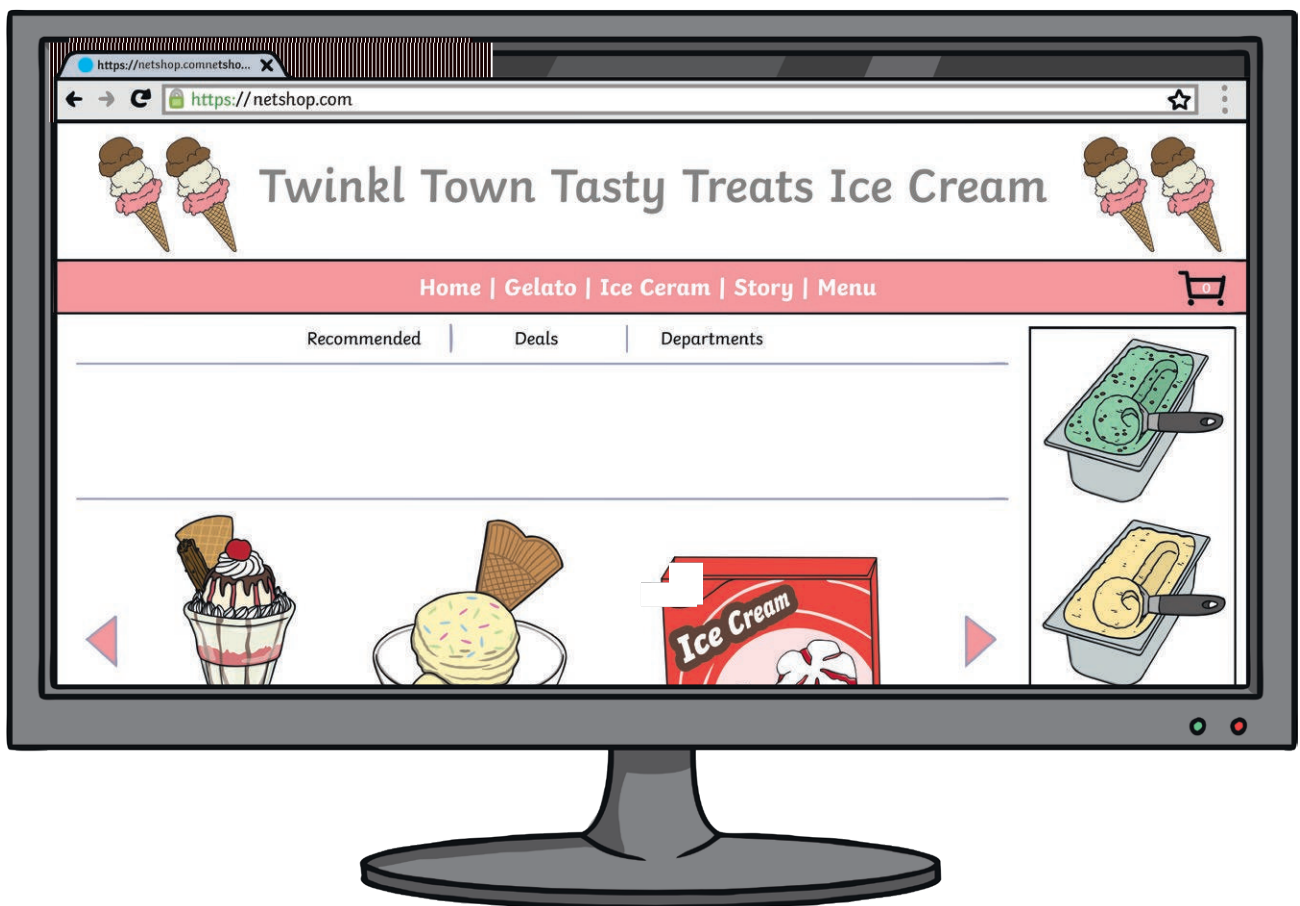 https://netshop.comnetsho...
https://netshop.com
Twinkl Town Tasty Treats Ice Cream
Home | Gelato | Ice Ceram | Story | Menu
0
Recommended | Deals | Departments
Ice Cream